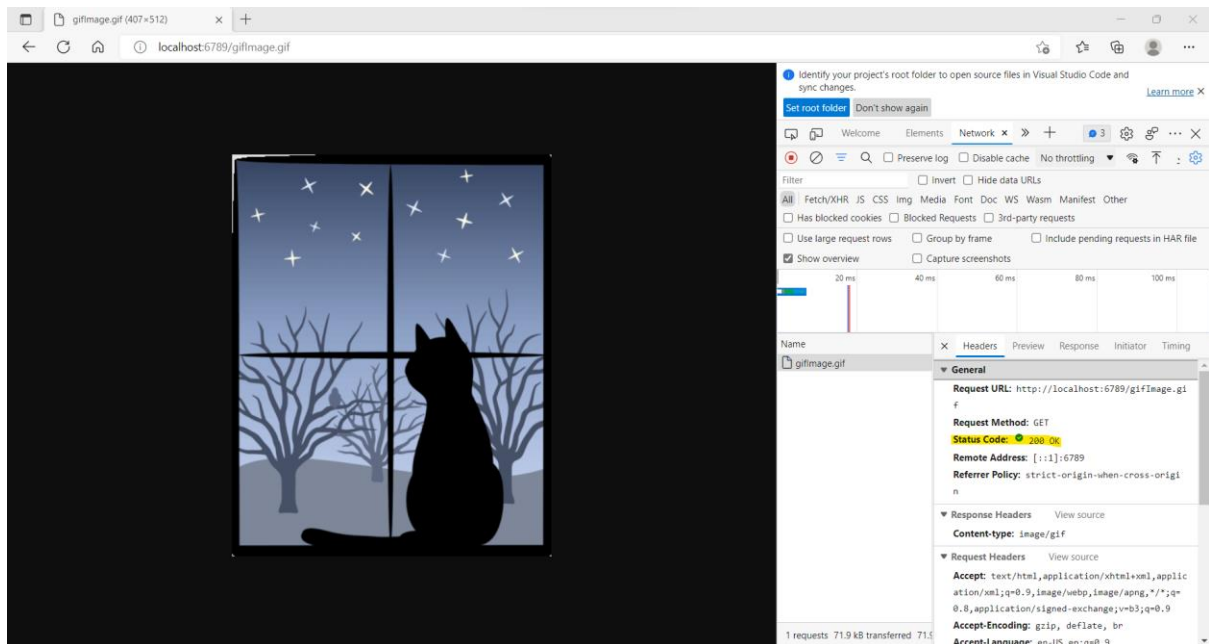 gifImage.gif (407×512)
localhost:6789/gifImage.gif
Identify your project's root folder to open source files in Visual Studio Code and
sync changes.
Learn more
Set root folder Don't show again
Welcome Elements Network 3
Preserve log Disable cache No throttling
Filter Invert Hide data URLs
All Fetch/XHR JS CSS Img Media Font Doc WS Wasm Manifest Other
Has blocked cookies Blocked Requests 3rd-party requests
Use large request rows Group by frame Include pending requests in HAR file
Show overview Capture screenshots
20 ms 40 ms 60 ms 80 ms 100 ms
Name
gifImage.gif
Headers Preview Response Initiator Timing
General
Request URL: http://localhost:6789/gifImage.gi
f
Request Method: GET
Status Code: 200 OK
Remote Address: [::1]:6789
Referrer Policy: strict-origin-when-cross-origi
n
Response Headers View source
Content-type: image/gif
Request Headers View source
Accept: text/html,application/xhtml+xml,applic
ation/xml;q=0.9,image/webp,image/apng,*/*;q=
0.8,application/signed-exchange;v=b3;q=0.9
Accept-Encoding: gzip, deflate, br
Accept-Language: en-US,en;q=0.9
1 requests 71.9 kB transferred 71.9